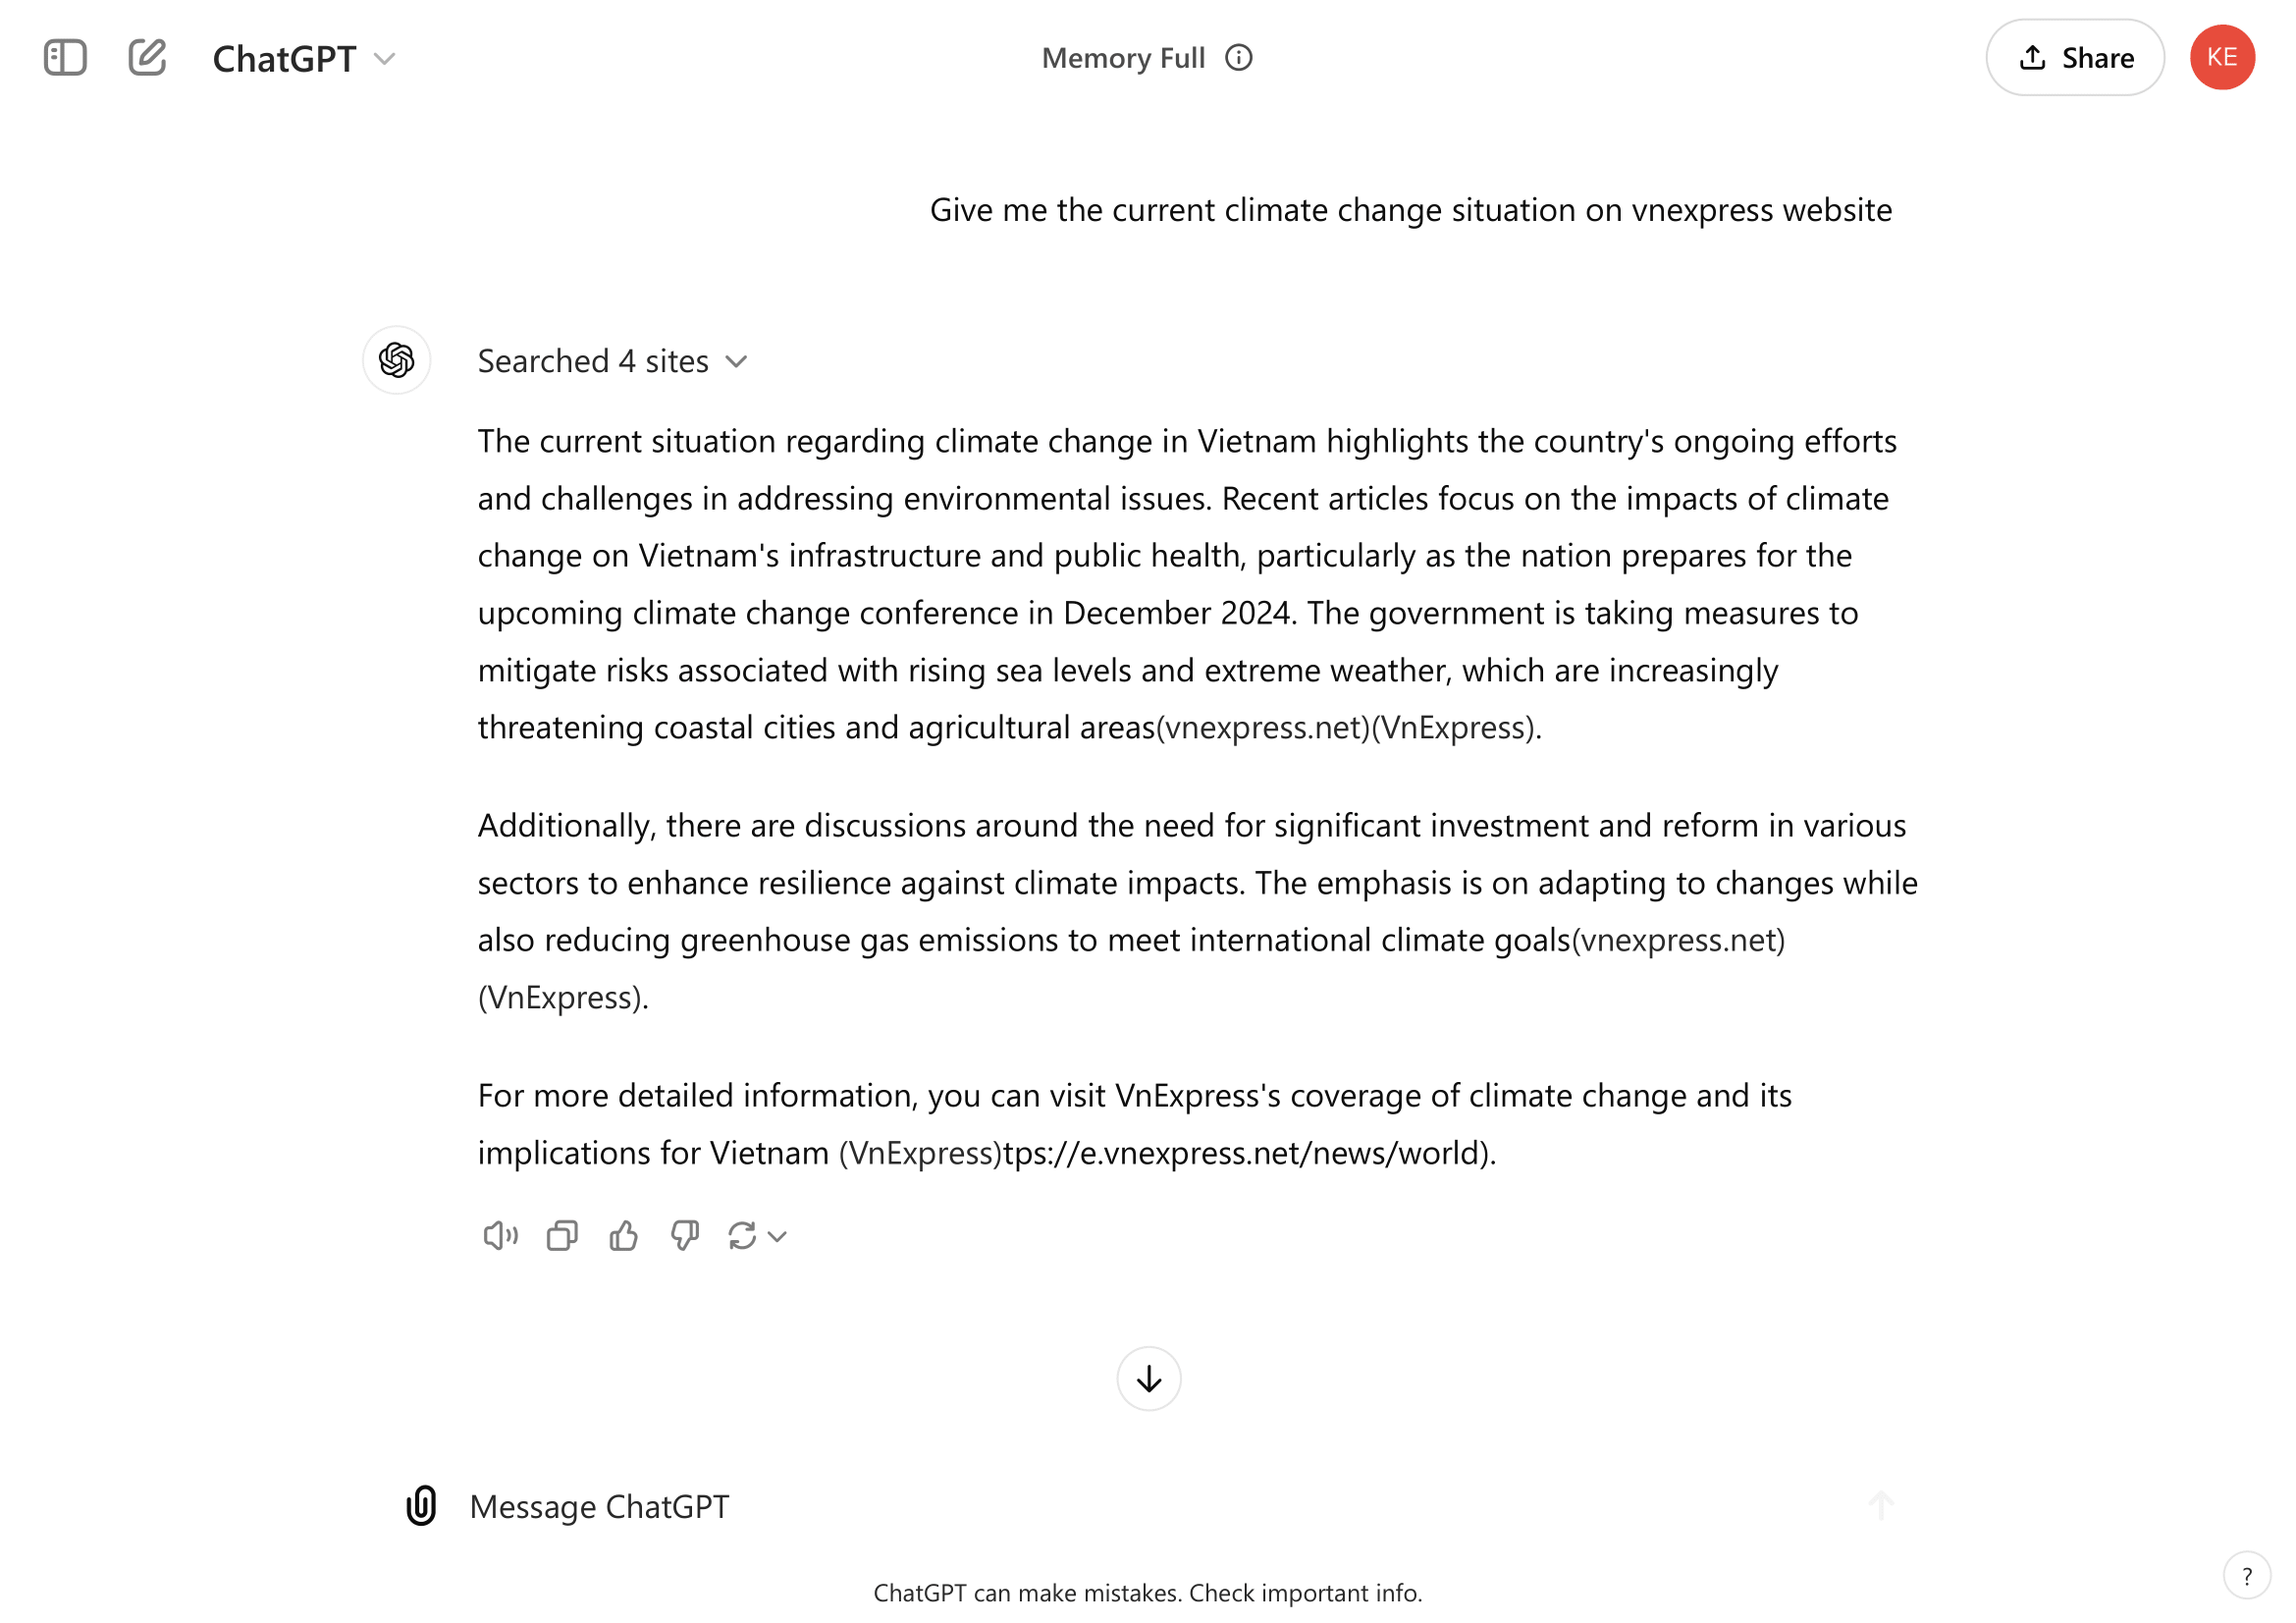 ChatGPT
Memory Full
Share
KE
Give me the current climate change situation on vnexpress website
Searched 4 sites
The current situation regarding climate change in Vietnam highlights the country's ongoing efforts
and challenges in addressing environmental issues. Recent articles focus on the impacts of climate
change on Vietnam's infrastructure and public health, particularly as the nation prepares for the
upcoming climate change conference in December 2024. The government is taking measures to
mitigate risks associated with rising sea levels and extreme weather, which are increasingly
threatening coastal cities and agricultural areas(vnexpress.net)(VnExpress).
Additionally, there are discussions around the need for significant investment and reform in various
sectors to enhance resilience against climate impacts. The emphasis is on adapting to changes while
also reducing greenhouse gas emissions to meet international climate goals(vnexpress.net)
(VnExpress).
For more detailed information, you can visit VnExpress's coverage of climate change and its
implications for Vietnam (VnExpress)tps://e.vnexpress.net/news/world).
Message ChatGPT
ChatGPT can make mistakes. Check important info.
?